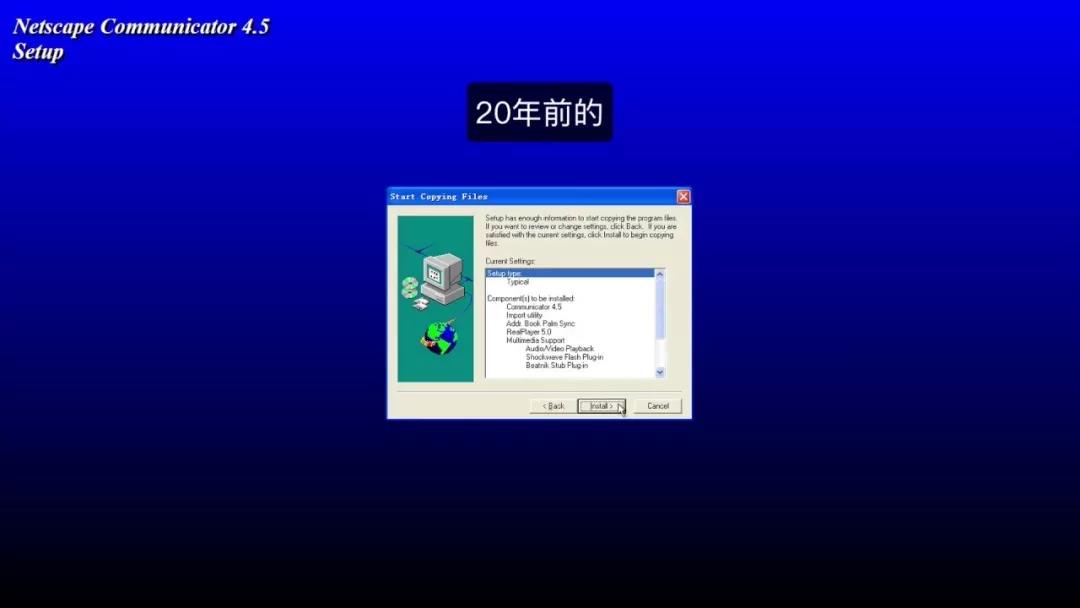 Netscape Communicator 4.5
Setup
20年前的
Start Copying Files
Setup has enough information to start copying the program files.
If you want to review or change settings, click Back. If you are
satisfied with the current settings, click Install to begin copying
files.
Current Settings:
Setup type:
Typical
Component(s) to be installed:
Communicator 4.5
Import utility
Addr. Book Palm Sync
RealPlayer 5.0
Multimedia Support
Audio/Video Playback
Shockwave Flash Plug-in
Beatnik Stub Plug-in
< Back
Install >
Cancel